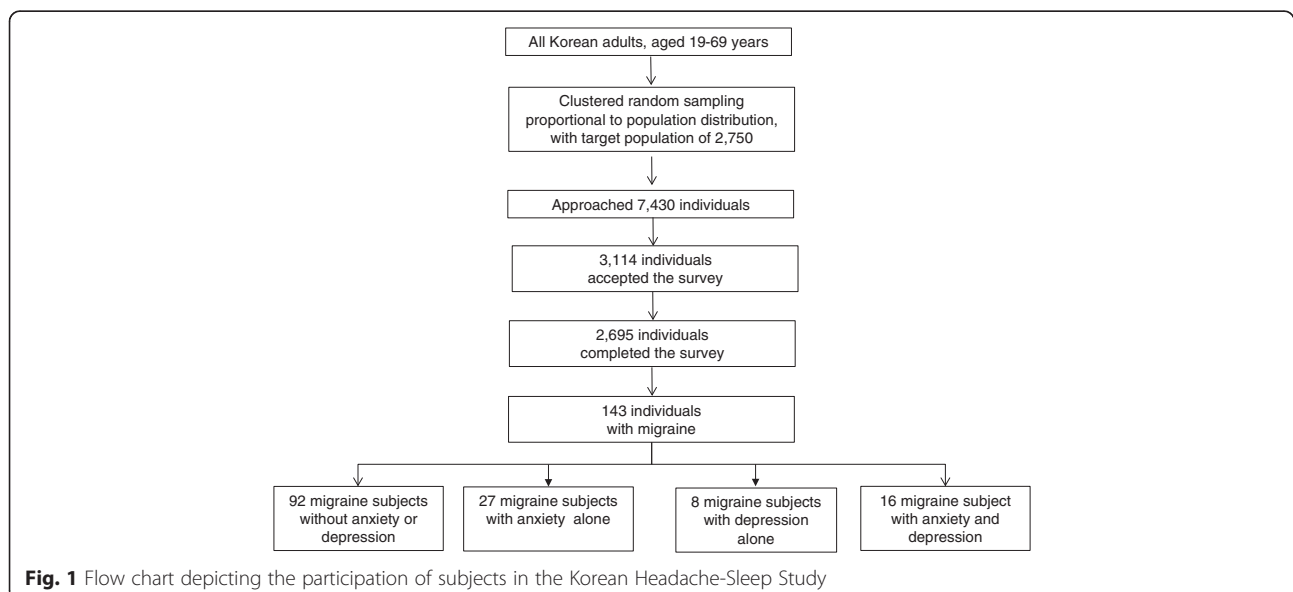 All Korean adults, aged 19-69 years
Clustered random sampling
proportional to population distribution,
with target population of 2,750
Approached 7,430 individuals
3,114 individuals
accepted the survey
2,695 individuals
completed the survey
143 individuals
with migraine
92 migraine subjects
without anxiety or
depression
27 migraine subjects
with anxiety alone
8 migraine subjects
with depression
alone
16 migraine subject
with anxiety and
depression
Fig. 1 Flow chart depicting the participation of subjects in the Korean Headache-Sleep Study